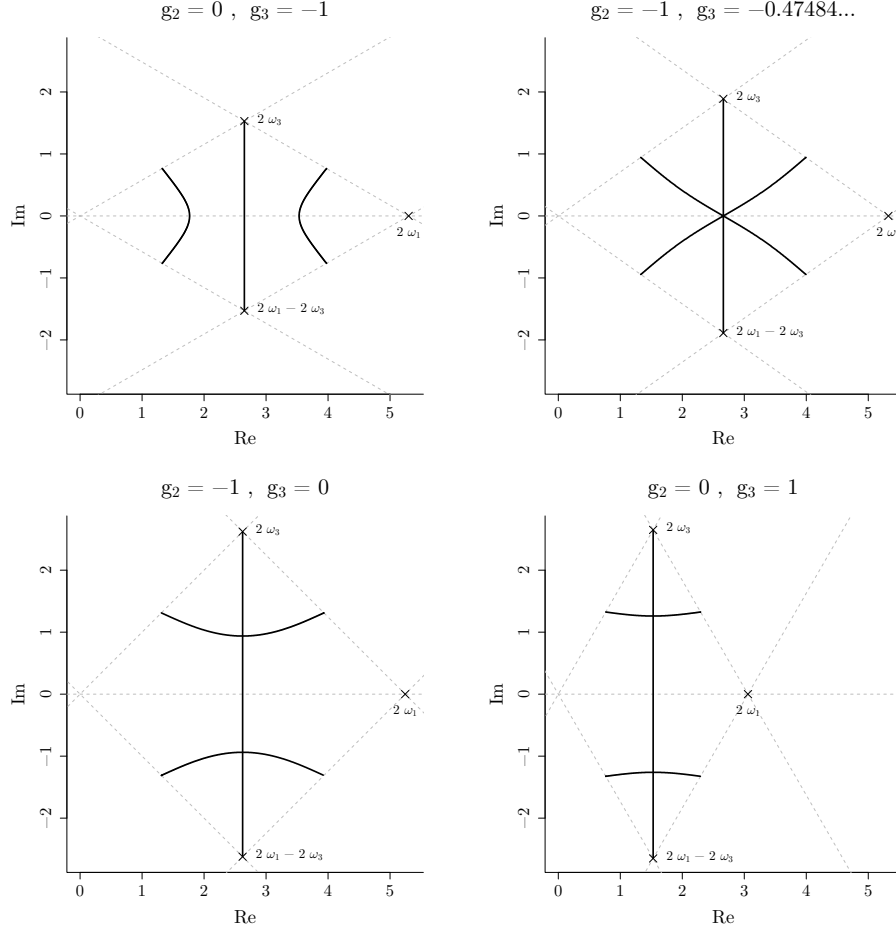 g₂ = 0 , g₃ = −1
2 ω₃
2 ω₁
2 ω₁ − 2 ω₃
Im
−2
−1
0
1
2
0 1 2 3 4 5
Re
g₂ = −1 , g₃ = −0.47484...
2 ω₃
2 ω
2 ω₁ − 2 ω₃
Im
−2
−1
0
1
2
0 1 2 3 4 5
Re
g₂ = −1 , g₃ = 0
2 ω₃
2 ω₁
2 ω₁ − 2 ω₃
Im
−2
−1
0
1
2
0 1 2 3 4 5
Re
g₂ = 0 , g₃ = 1
2 ω₃
2 ω₁
2 ω₁ − 2 ω₃
Im
−2
−1
0
1
2
0 1 2 3 4 5
Re